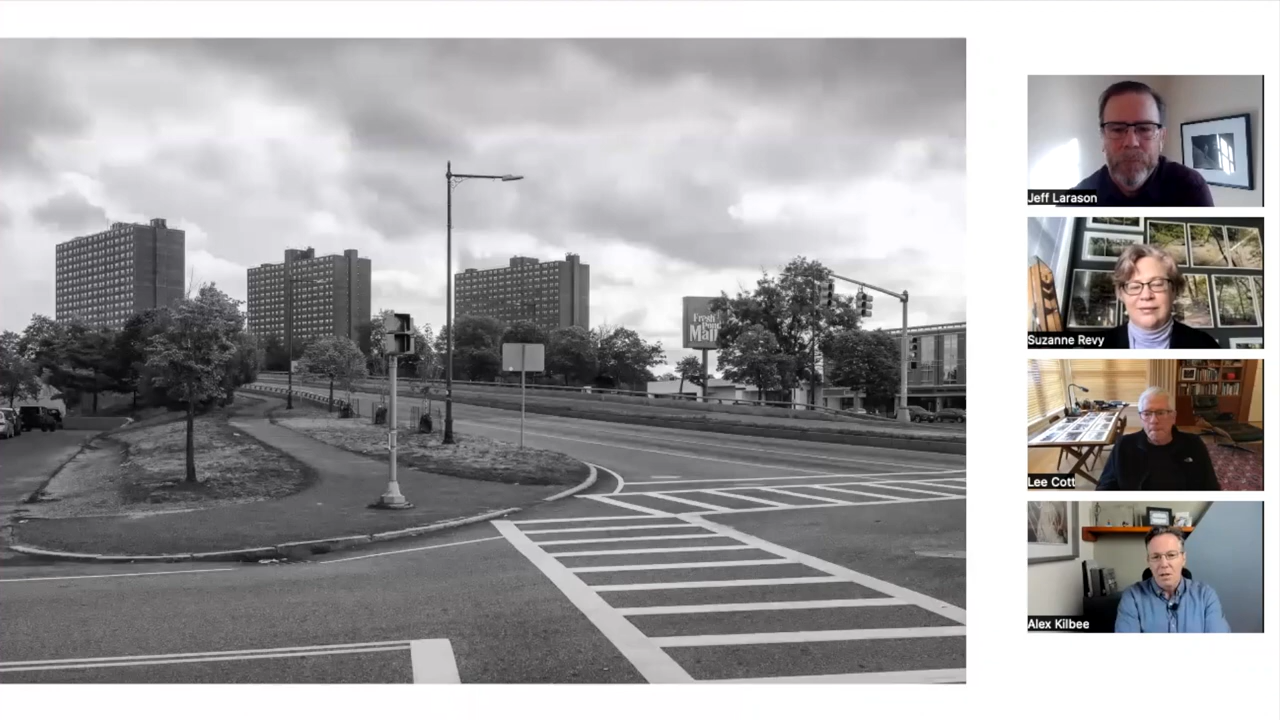 Fresh
Pond
Mall
Jeff Larason
Suzanne Revy
Lee Cott
Alex Kilbee